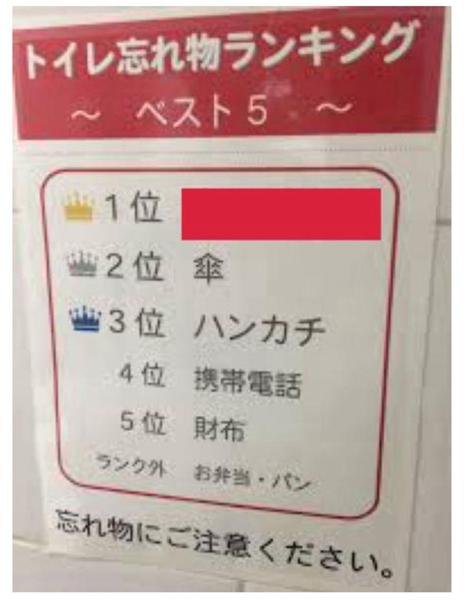 トイレ忘れ物ランキング
～ ベスト5 ～
1位
2位 傘
3位 ハンカチ
4位 携帯電話
5位 財布
ランク外 お弁当・パン
忘れ物にご注意ください。